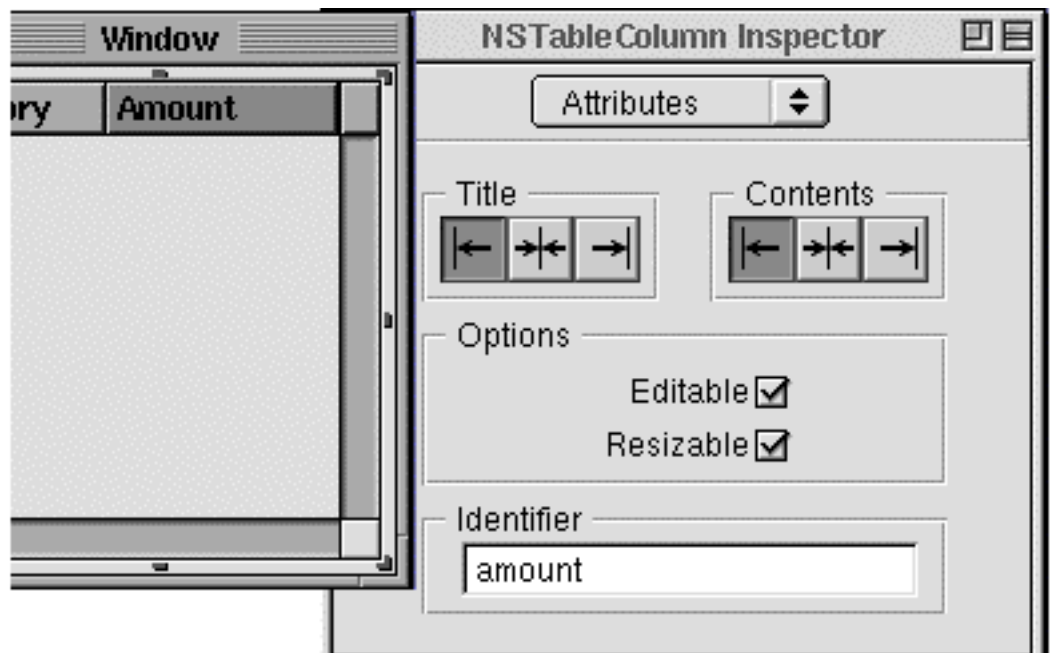 Window
ory Amount
NSTableColumn Inspector
Attributes
Title
Contents
Options
Editable
Resizable
Identifier
amount